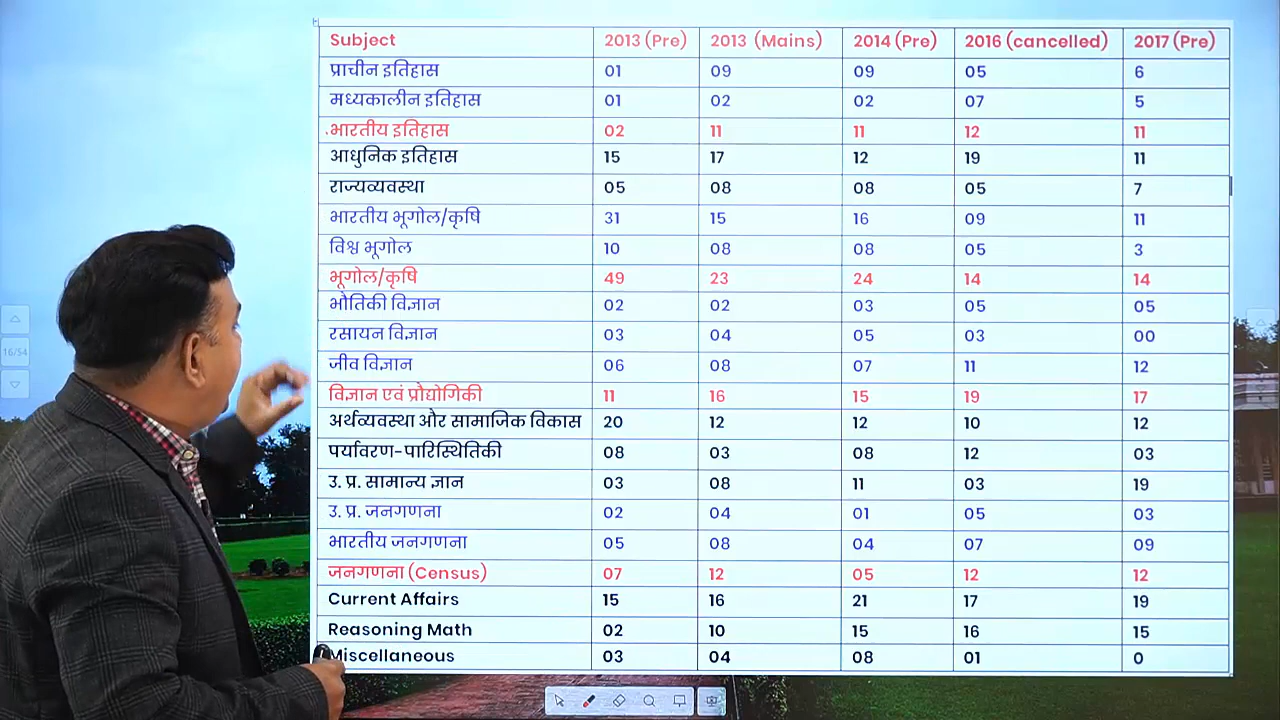 Subject 2013 (Pre) 2013 (Mains) 2014 (Pre) 2016 (cancelled) 2017 (Pre)
प्राचीन इतिहास 01 09 09 05 6
मध्यकालीन इतिहास 01 02 02 07 5
भारतीय इतिहास 02 11 11 12 11
आधुनिक इतिहास 15 17 12 19 11
राज्यव्यवस्था 05 08 08 05 7
भारतीय भूगोल/कृषि 31 15 16 09 11
विश्व भूगोल 10 08 08 05 3
भूगोल/कृषि 49 23 24 14 14
भौतिकी विज्ञान 02 02 03 05 05
रसायन विज्ञान 03 04 05 03 00
जीव विज्ञान 06 08 07 11 12
विज्ञान एवं प्रौद्योगिकी 11 16 15 19 17
अर्थव्यवस्था और सामाजिक विकास 20 12 12 10 12
पर्यावरण-पारिस्थितिकी 08 03 08 12 03
उ. प्र. सामान्य ज्ञान 03 08 11 03 19
उ. प्र. जनगणना 02 04 01 05 03
भारतीय जनगणना 05 08 04 07 09
जनगणना (Census) 07 12 05 12 12
Current Affairs 15 16 21 17 19
Reasoning Math 02 10 15 16 15
Miscellaneous 03 04 08 01 0
16/54